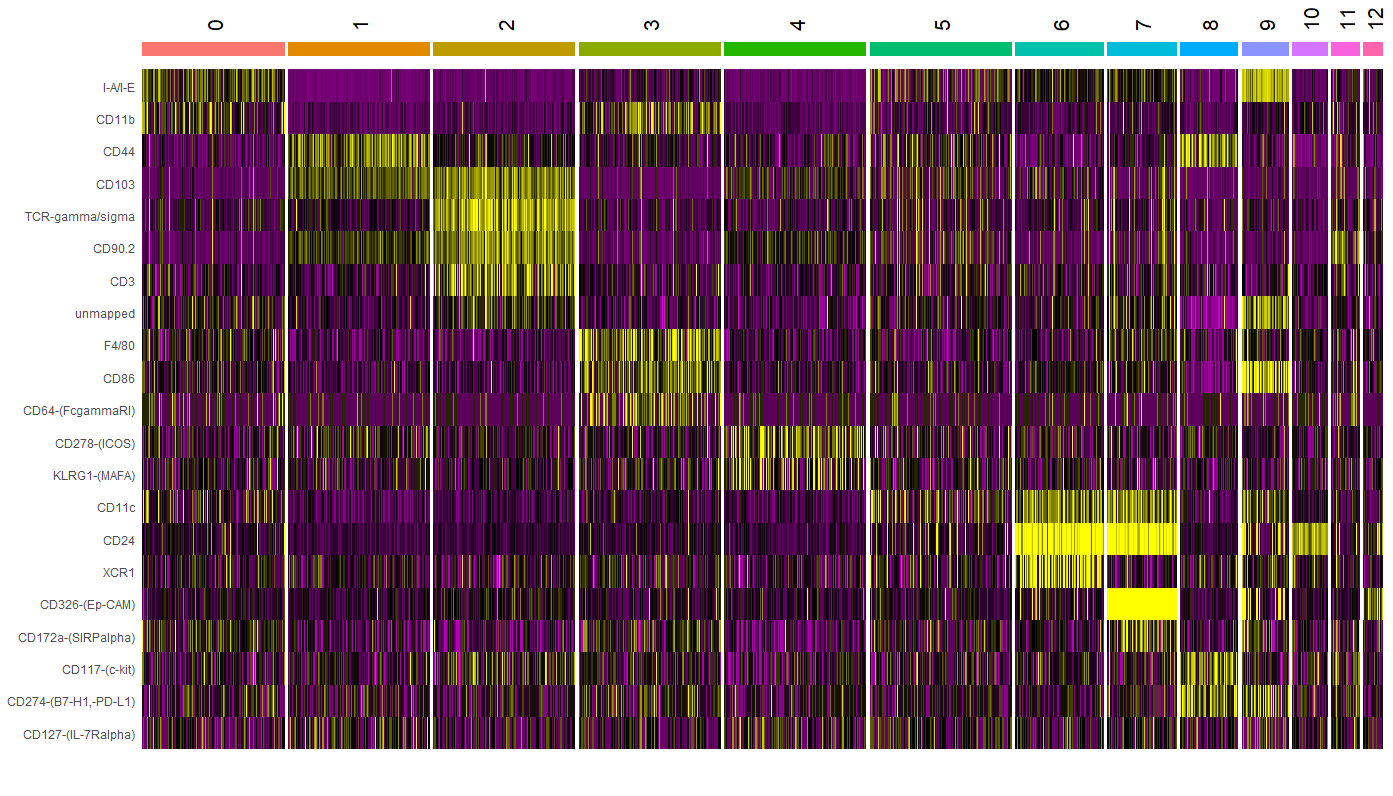 0 1 2 3 4 5 6 7 8 9 10 11 12
I-A/I-E
CD11b
CD44
CD103
TCR-gamma/sigma
CD90.2
CD3
unmapped
F4/80
CD86
CD64-(FcgammaRI)
CD278-(ICOS)
KLRG1-(MAFA)
CD11c
CD24
XCR1
CD326-(Ep-CAM)
CD172a-(SIRPalpha)
CD117-(c-kit)
CD274-(B7-H1,-PD-L1)
CD127-(IL-7Ralpha)